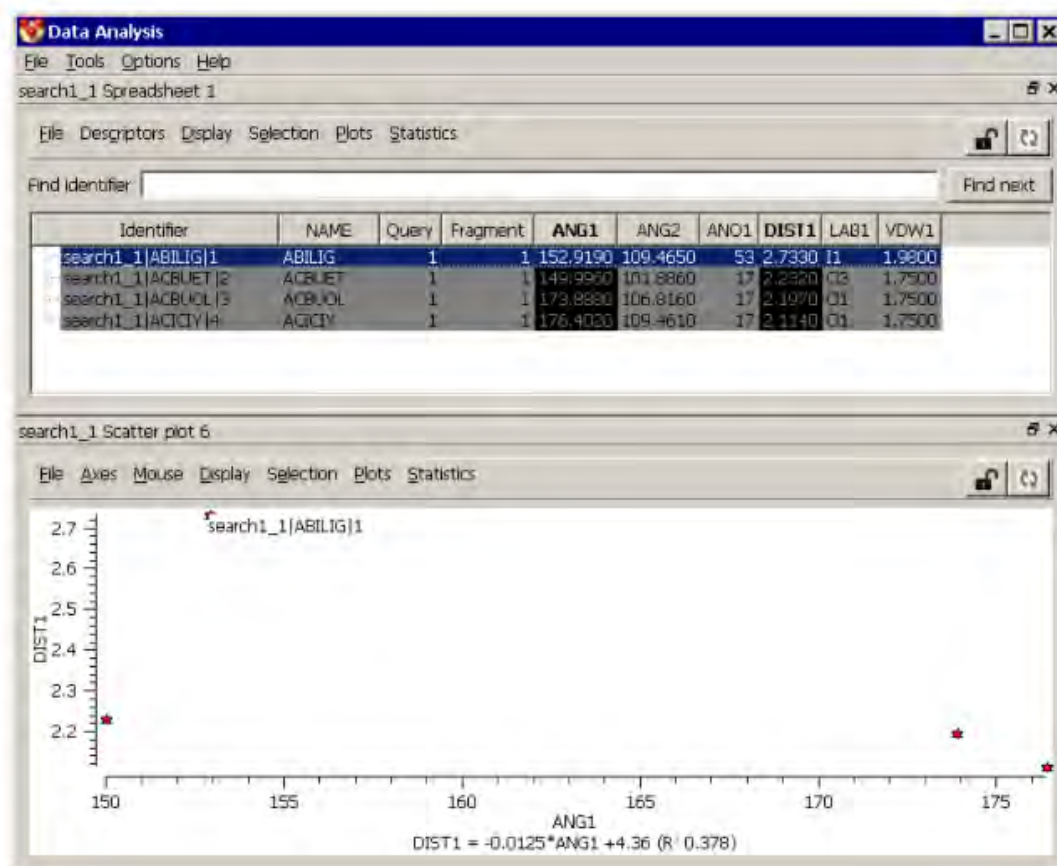 Data Analysis
File Tools Options Help
search1_1 Spreadsheet 1
File Descriptors Display Selection Plots Statistics
Find identifier Find next
Identifier NAME Query Fragment ANG1 ANG2 ANO1 DIST1 LAB1 VDW1
search1_1|ABILIG|1 ABILIG 1 1 152.9190 109.4650 53 2.7330 I1 1.9800
search1_1|ACBUET|2 ACBUET 1 1 149.9960 101.8860 17 2.2320 Cl3 1.7500
search1_1|ACBUOL|3 ACBUOL 1 1 173.8880 106.8160 17 2.1970 Cl1 1.7500
search1_1|ACICIY|4 ACICIY 1 1 176.4020 109.4610 17 2.1140 Cl1 1.7500
search1_1 Scatter plot 6
File Axes Mouse Display Selection Plots Statistics
search1_1|ABILIG|1
2.7
2.6
2.5
2.4
2.3
2.2
DIST1
150 155 160 165 170 175
ANG1
DIST1 = -0.0125*ANG1 +4.36 (R² 0.378)